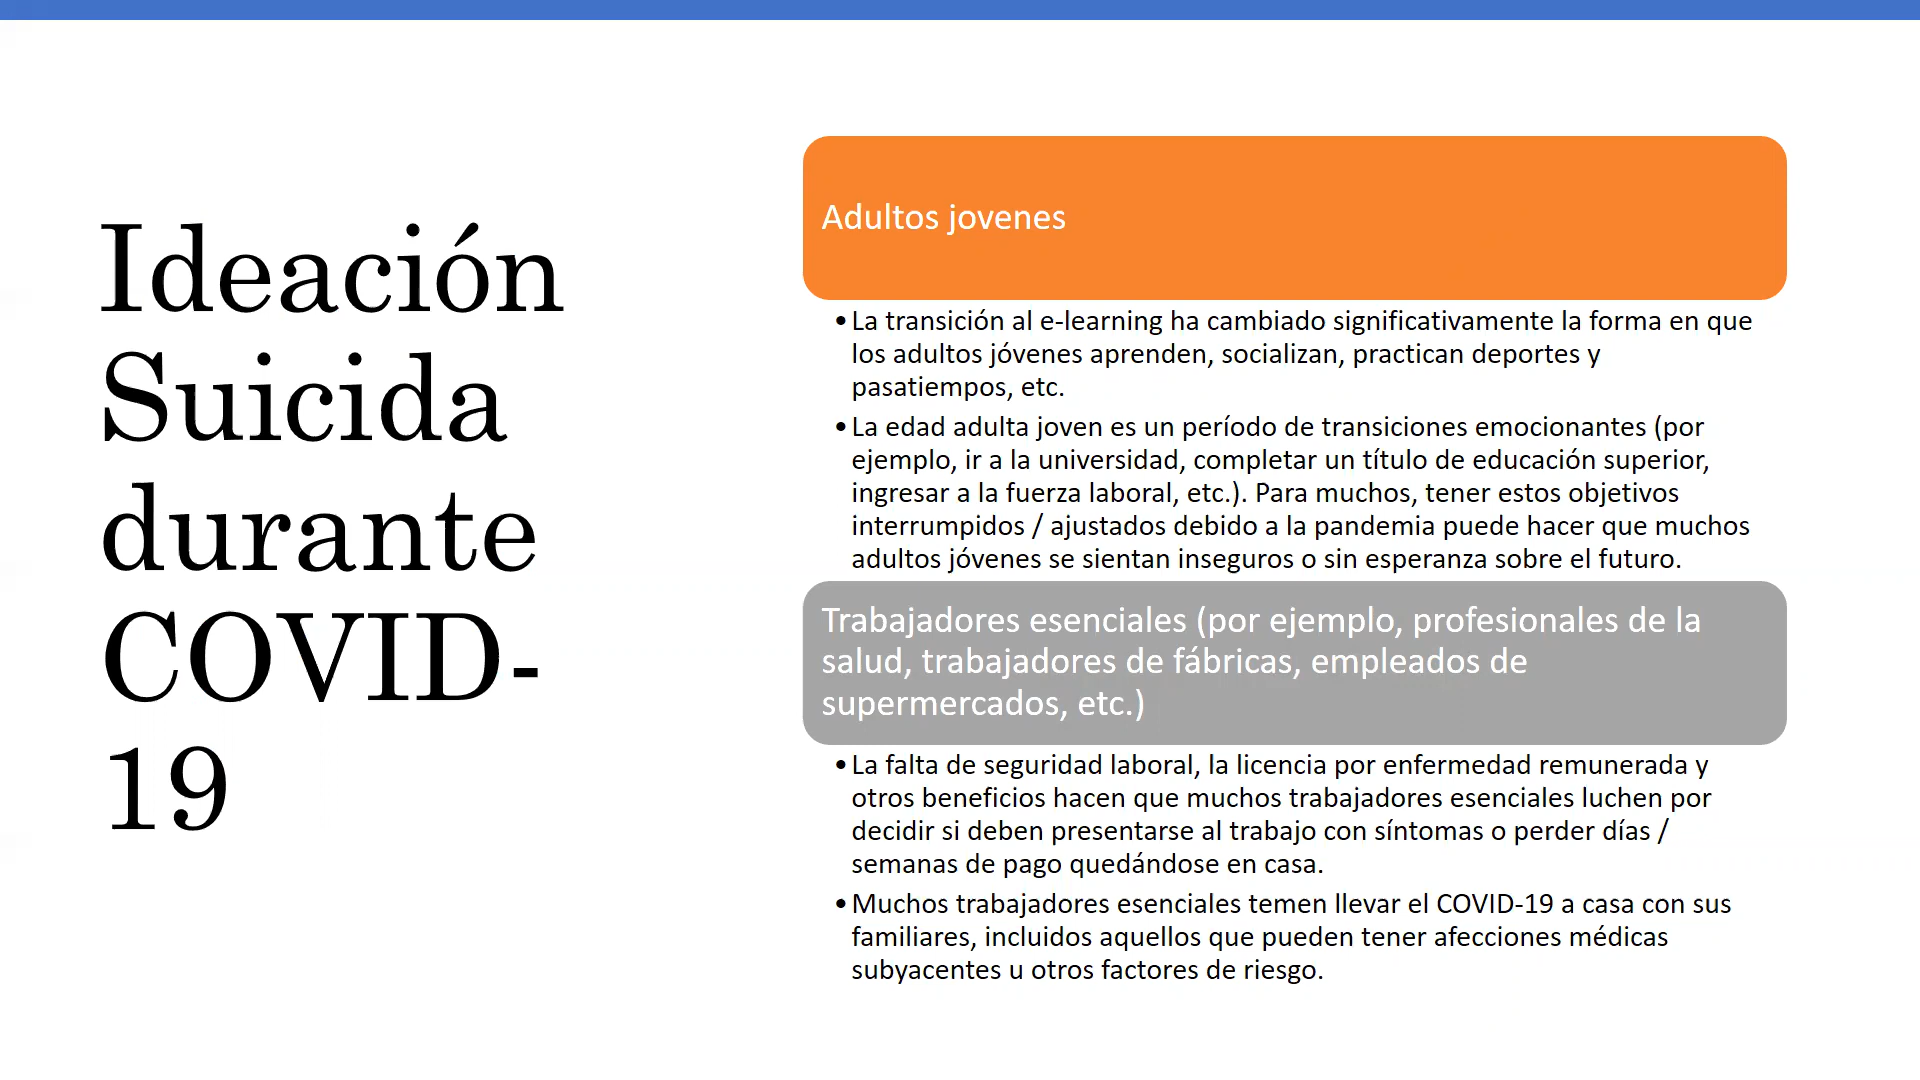 Ideación
Suicida
durante
COVID-
19
Adultos jovenes
•La transición al e-learning ha cambiado significativamente la forma en que
los adultos jóvenes aprenden, socializan, practican deportes y
pasatiempos, etc.
•La edad adulta joven es un período de transiciones emocionantes (por
ejemplo, ir a la universidad, completar un título de educación superior,
ingresar a la fuerza laboral, etc.). Para muchos, tener estos objetivos
interrumpidos / ajustados debido a la pandemia puede hacer que muchos
adultos jóvenes se sientan inseguros o sin esperanza sobre el futuro.
Trabajadores esenciales (por ejemplo, profesionales de la
salud, trabajadores de fábricas, empleados de
supermercados, etc.)
•La falta de seguridad laboral, la licencia por enfermedad remunerada y
otros beneficios hacen que muchos trabajadores esenciales luchen por
decidir si deben presentarse al trabajo con síntomas o perder días /
semanas de pago quedándose en casa.
•Muchos trabajadores esenciales temen llevar el COVID-19 a casa con sus
familiares, incluidos aquellos que pueden tener afecciones médicas
subyacentes u otros factores de riesgo.